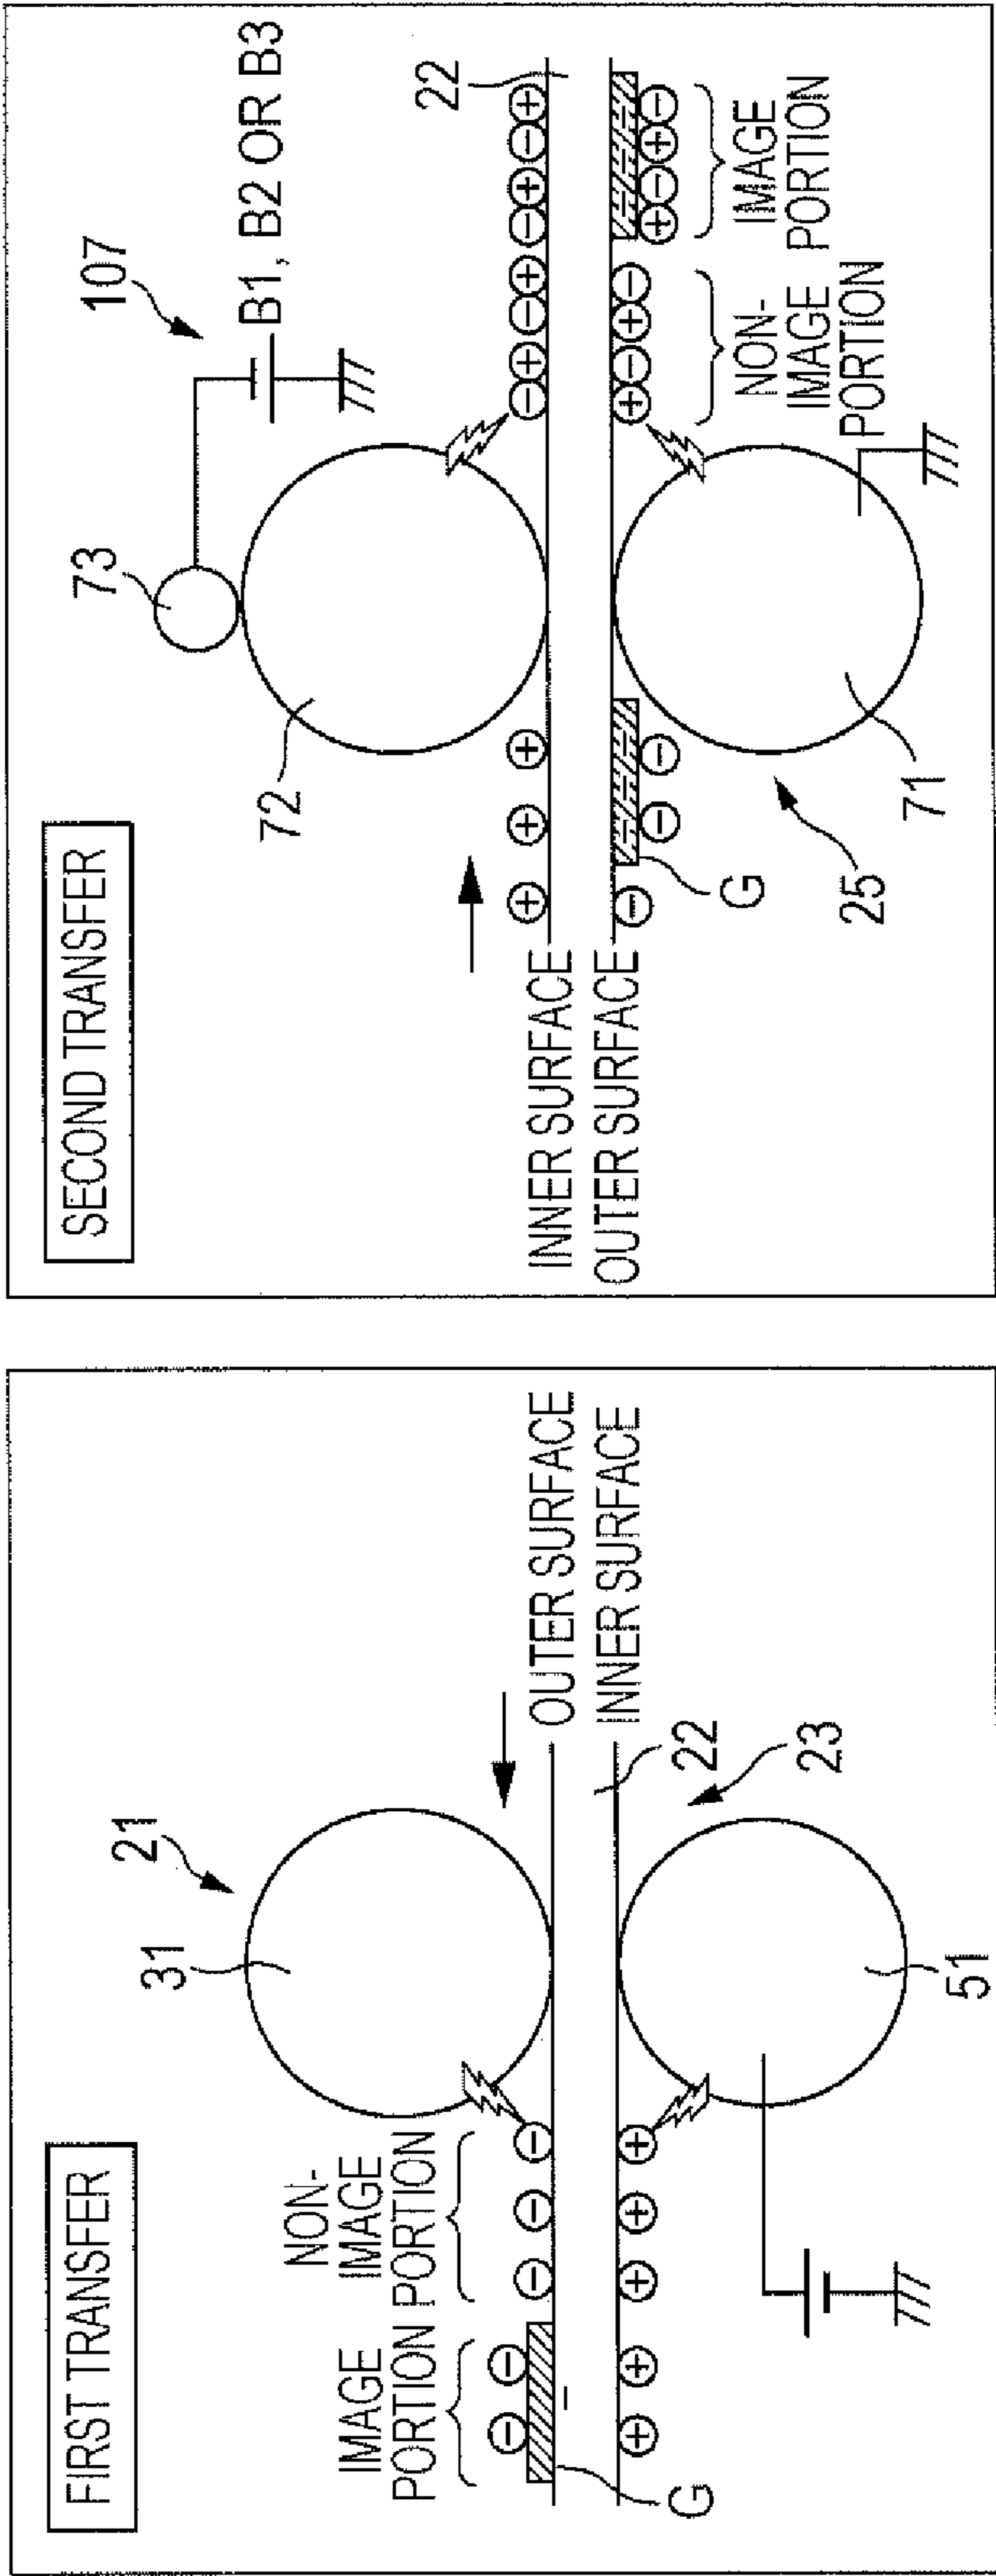 FIRST TRANSFER
21
31
NON-
IMAGE IMAGE
PORTION PORTION
OUTER SURFACE
INNER SURFACE
G
22
23
51
SECOND TRANSFER
107
73
B1, B2 OR B3
72
22
INNER SURFACE
OUTER SURFACE
G
25
71
NON-
IMAGE
PORTION
IMAGE
PORTION